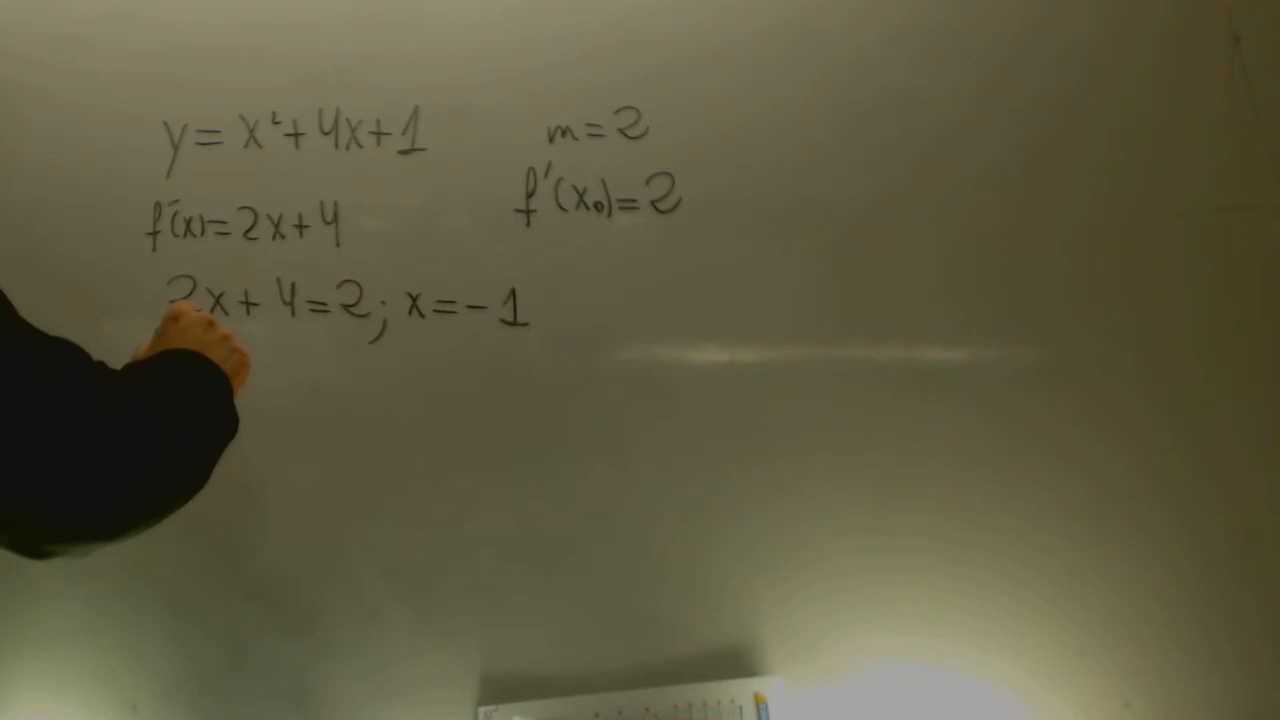 y = x² + 4x + 1
m = 2
f'(x) = 2x + 4
f'(x₀) = 2
2x + 4 = 2; x = -1